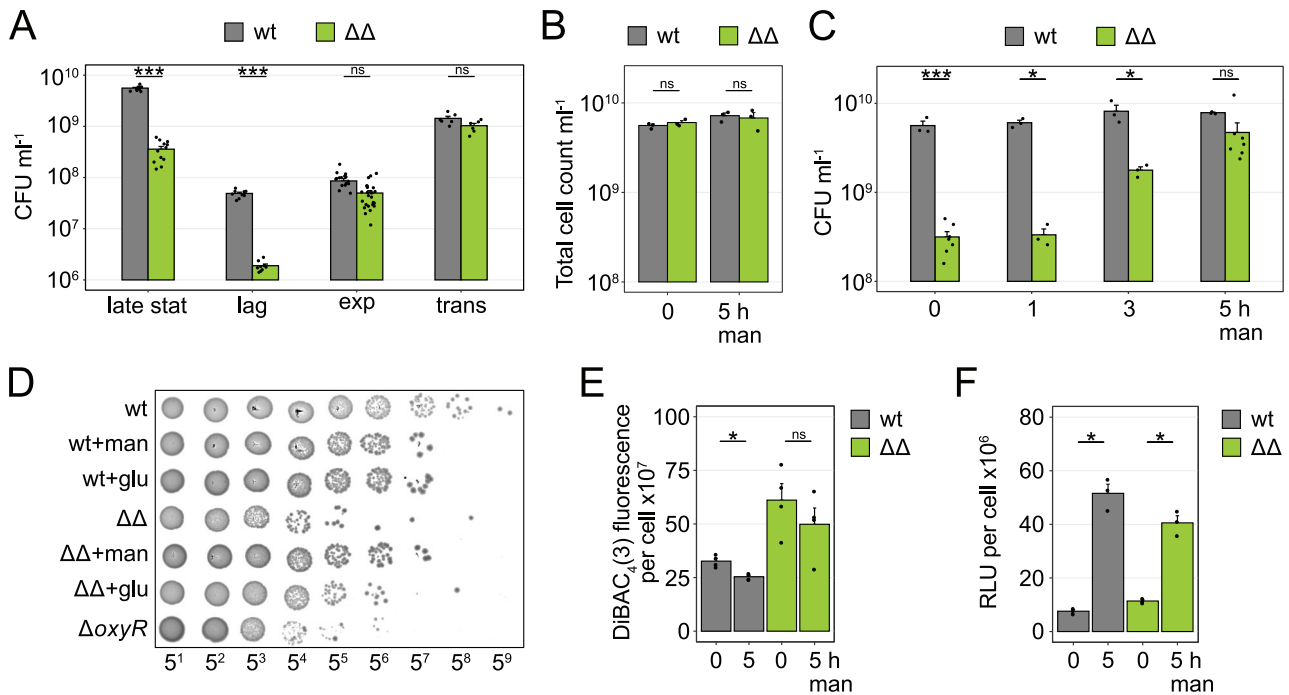 A
wt ΔΔ
CFU ml⁻¹
10¹⁰
10⁹
10⁸
10⁷
10⁶
*** *** ns ns
late stat lag exp trans
B
wt ΔΔ
Total cell count ml⁻¹
10¹⁰
10⁹
10⁸
ns ns
0 5 h
man
C
wt ΔΔ
CFU ml⁻¹
10¹⁰
10⁹
10⁸
*** * * ns
0 1 3 5 h
man
D
wt
wt+man
wt+glu
ΔΔ
ΔΔ+man
ΔΔ+glu
ΔoxyR
5¹ 5² 5³ 5⁴ 5⁵ 5⁶ 5⁷ 5⁸ 5⁹
E
DiBAC₄(3) fluorescence
per cell x10⁷
100
75
50
25
0
* ns
wt
ΔΔ
0 5 0 5 h
man
F
RLU per cell x10⁶
80
60
40
20
0
* *
wt
ΔΔ
0 5 0 5 h
man